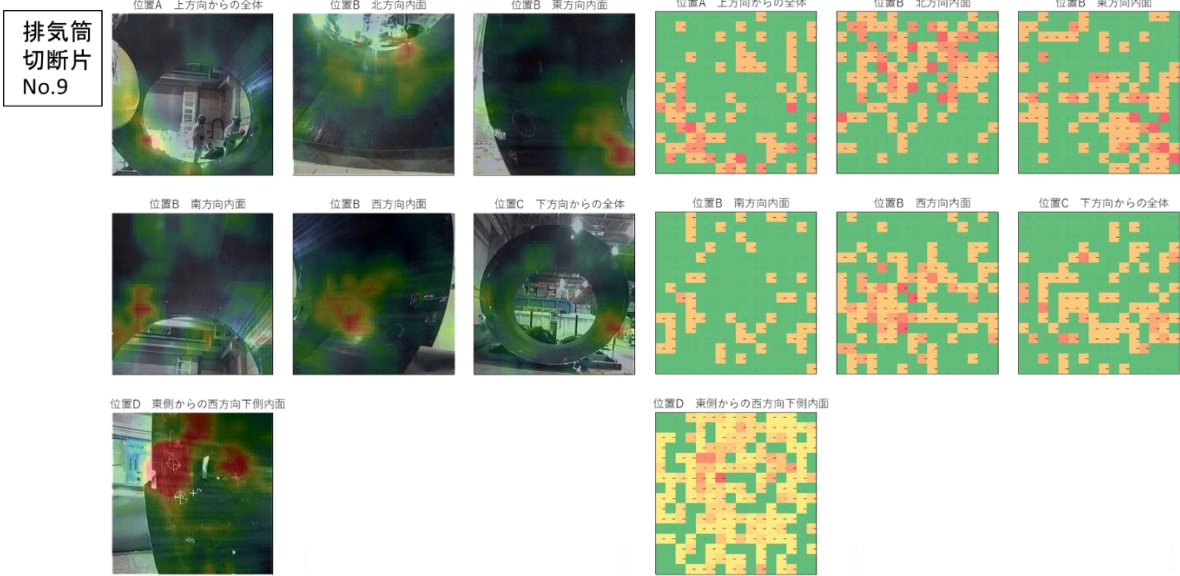 排気筒
切断片
No.9
位置A 上方向からの全体
位置B 北方向内面
位置B 東方向内面
位置A 上方向からの全体
位置B 北方向内面
位置B 東方向内面
位置B 南方向内面
位置B 西方向内面
位置C 下方向からの全体
位置B 南方向内面
位置B 西方向内面
位置C 下方向からの全体
位置D 東側からの西方向下側内面
位置D 東側からの西方向下側内面